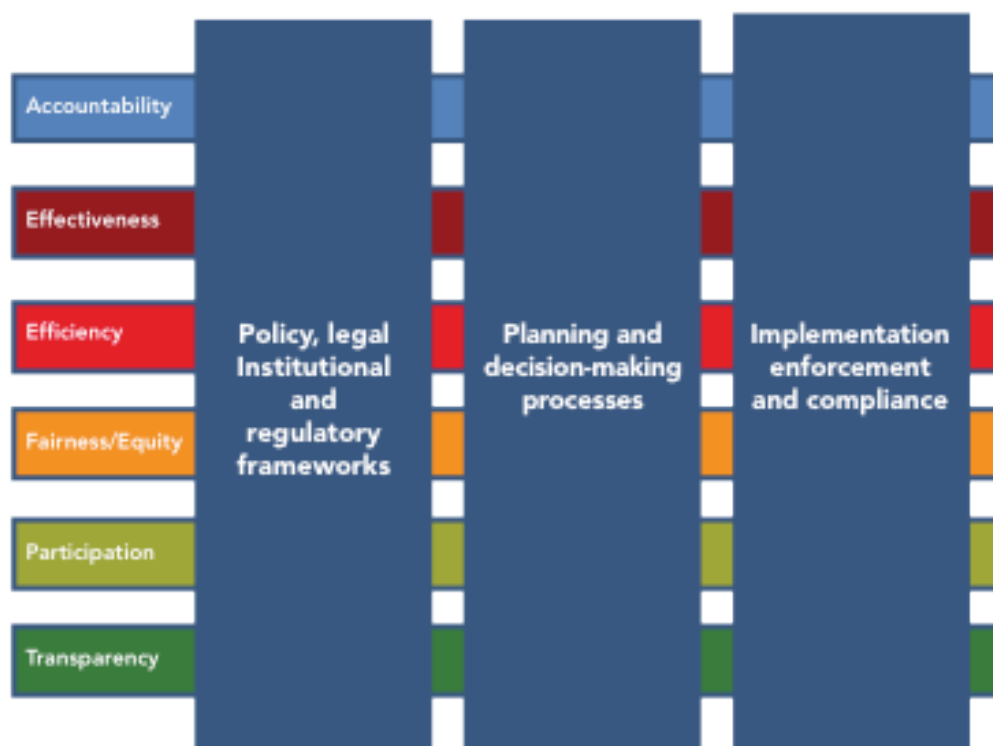 Accountability
Effectiveness
Efficiency
Fairness/Equity
Participation
Transparency
Policy, legal
Institutional
and
regulatory
frameworks
Planning and
decision-making
processes
Implementation
enforcement
and compliance